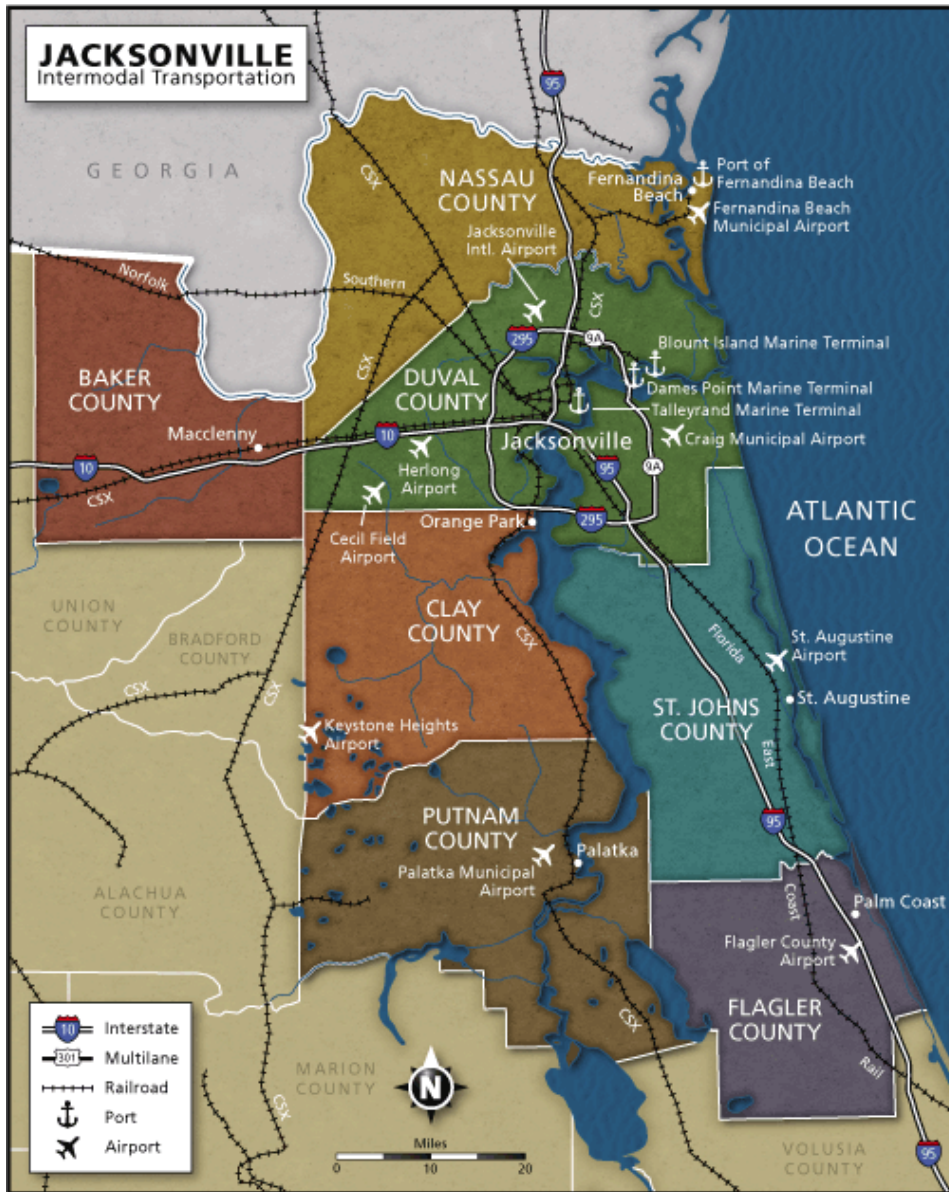 JACKSONVILLE
Intermodal Transportation
95
GEORGIA
CSX
NASSAU
COUNTY
Fernandina
Beach
Port of
Fernandina Beach
Fernandina Beach
Municipal Airport
Jacksonville
Intl. Airport
Norfolk
Southern
CSX
CSX
295
9A
Blount Island Marine Terminal
BAKER
COUNTY
DUVAL
COUNTY
Dames Point Marine Terminal
Talleyrand Marine Terminal
Macclenny
10
Jacksonville
Craig Municipal Airport
10
CSX
Herlong
Airport
95
9A
Cecil Field
Airport
Orange Park
295
ATLANTIC
OCEAN
UNION
COUNTY
BRADFORD
COUNTY
CLAY
COUNTY
CSX
Florida
St. Augustine
Airport
CSX
CSX
St. Augustine
ST. JOHNS
COUNTY
Keystone Heights
Airport
East
PUTNAM
COUNTY
95
Palatka
Palatka Municipal
Airport
ALACHUA
COUNTY
Coast
Palm Coast
Flagler County
Airport
FLAGLER
COUNTY
CSX
10
Interstate
301
Multilane
Railroad
Port
Airport
MARION
COUNTY
CSX
N
Rail
Miles
0
10
20
VOLUSIA
COUNTY
95